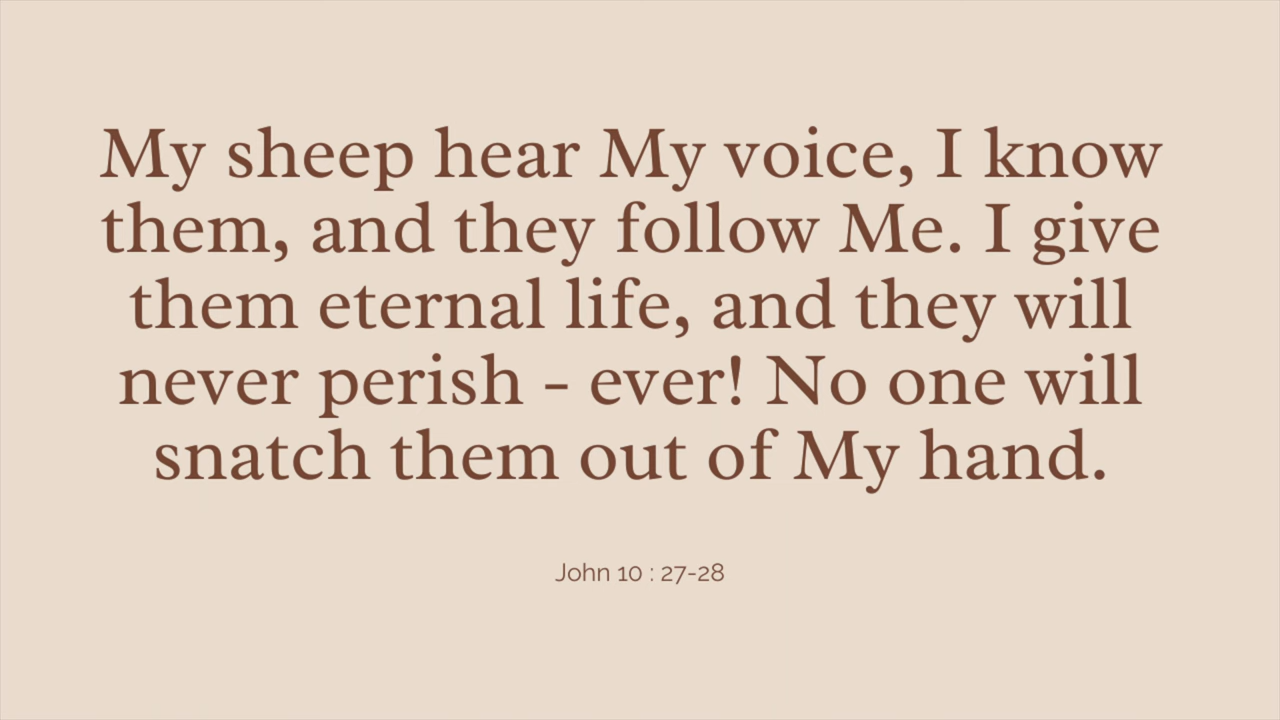 My sheep hear My voice, I know
them, and they follow Me. I give
them eternal life, and they will
never perish - ever! No one will
snatch them out of My hand.
John 10 : 27-28